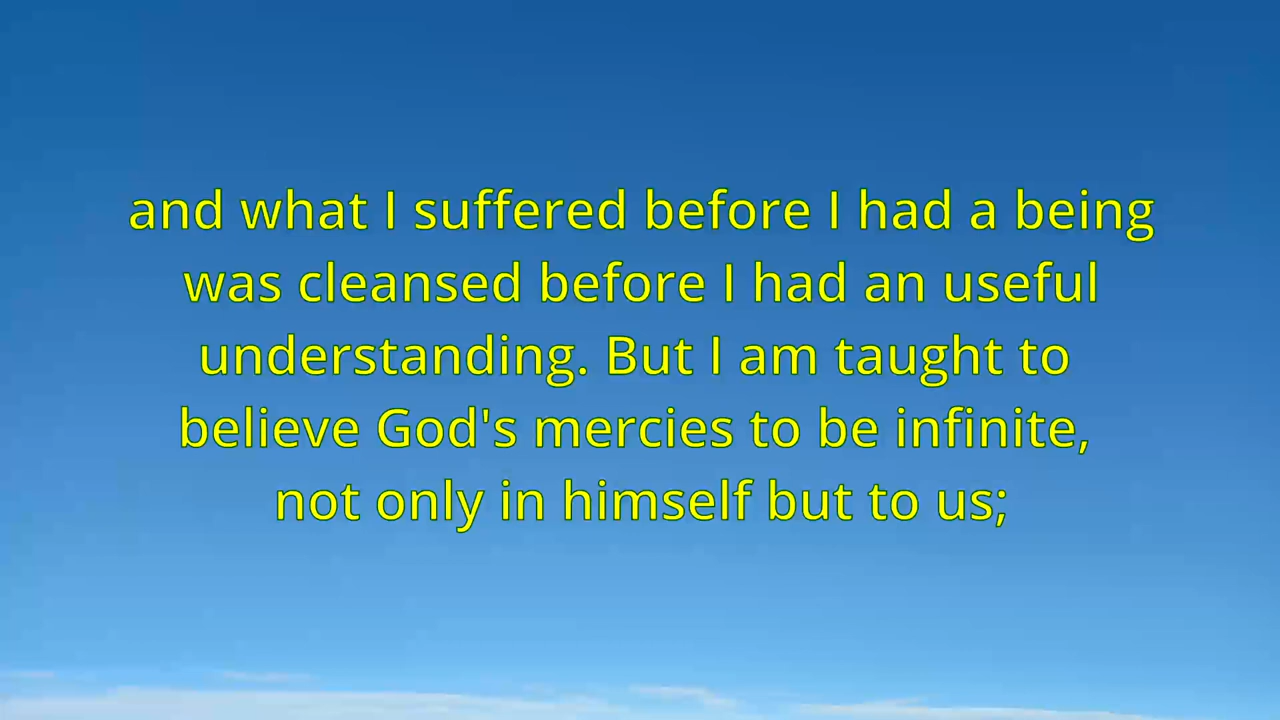 and what I suffered before I had a being
was cleansed before I had an useful
understanding. But I am taught to
believe God's mercies to be infinite,
not only in himself but to us;